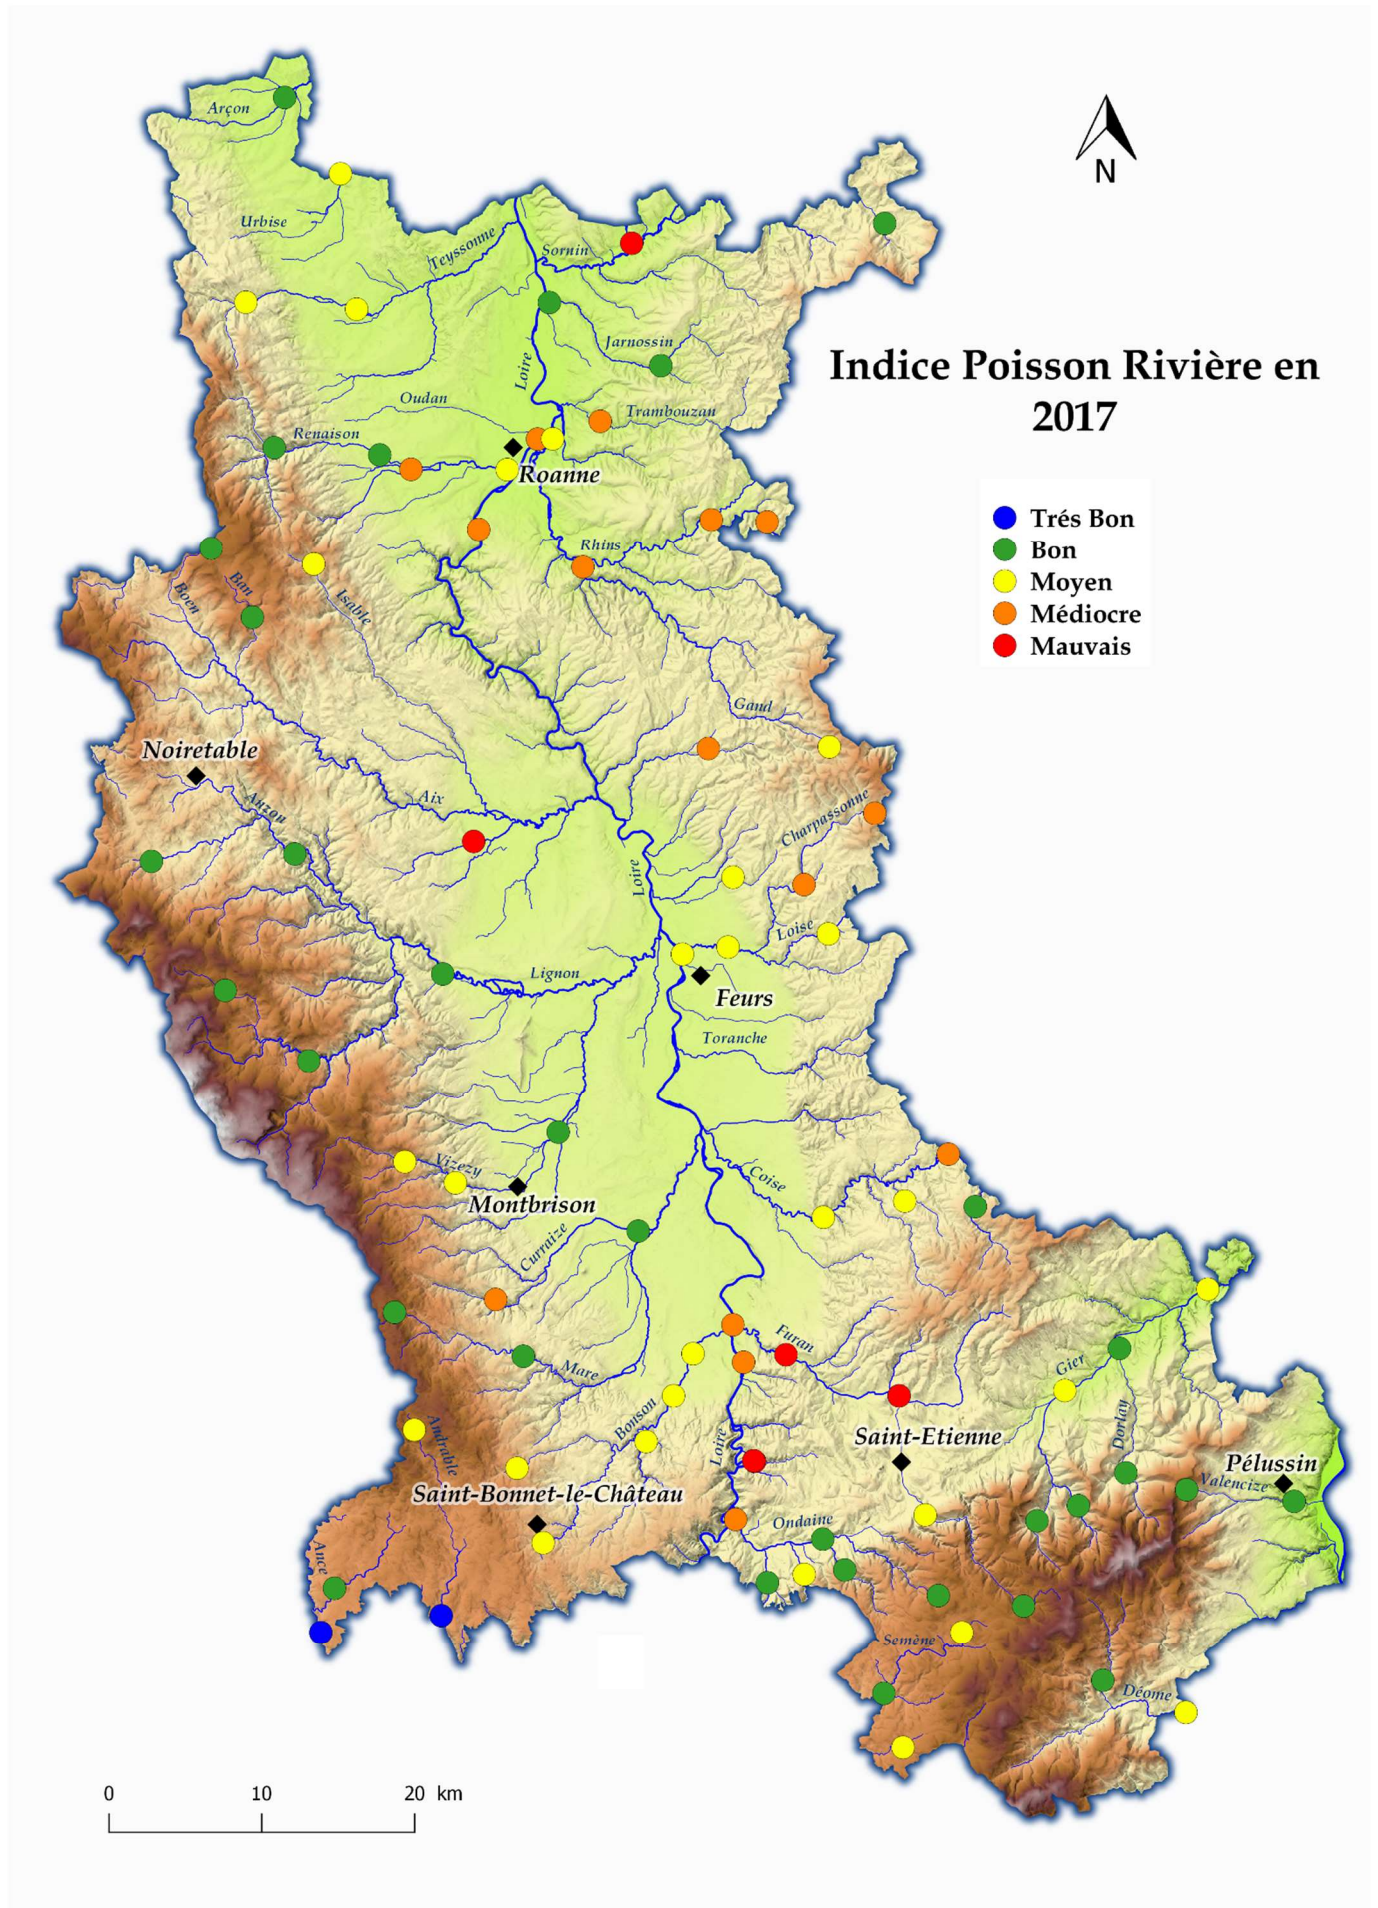 Arçon
N
Urbise
Teyssonne
Sornin
Jarnossin
Indice Poisson Rivière en
2017
Loire
Oudan
Trambouzan
Renaison
Roanne
Trés Bon
Bon
Moyen
Médiocre
Mauvais
Rhins
Boen
Ban
Isable
Gand
Noiretable
Anzon
Aix
Charpassonne
Loire
Loise
Lignon
Feurs
Toranche
Vizezy
Coise
Montbrison
Curraize
Furan
Mare
Gier
Andrable
Bonson
Loire
Dorlay
Saint-Etienne
Pélussin
Valencize
Saint-Bonnet-le-Château
Ondaine
Ance
Semène
Déome
0 10 20 km